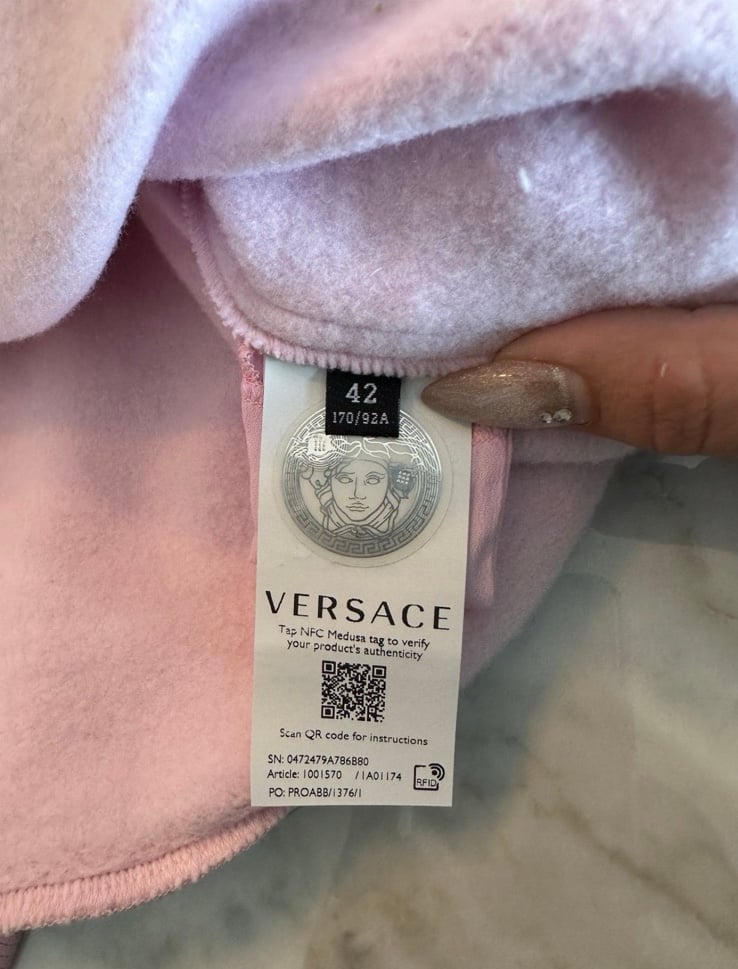 42
170/92A
VERSACE
Tap NFC Medusa tag to verify
your product's authenticity
Scan QR code for instructions
SN: 0472479A786B80
Article: 1001570 /1A01174
RFID
PO: PROABB/1376/1